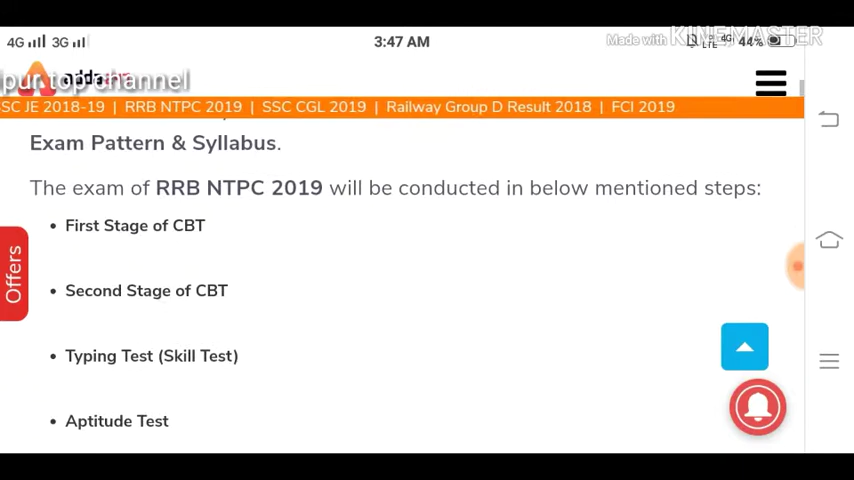 4G 3G 3:47 AM Made with KINEMASTER 4G LTE 44%
pur top channel
adda
SC JE 2018-19 | RRB NTPC 2019 | SSC CGL 2019 | Railway Group D Result 2018 | FCI 2019
Exam Pattern & Syllabus.
The exam of RRB NTPC 2019 will be conducted in below mentioned steps:
• First Stage of CBT
Offers
• Second Stage of CBT
• Typing Test (Skill Test)
• Aptitude Test